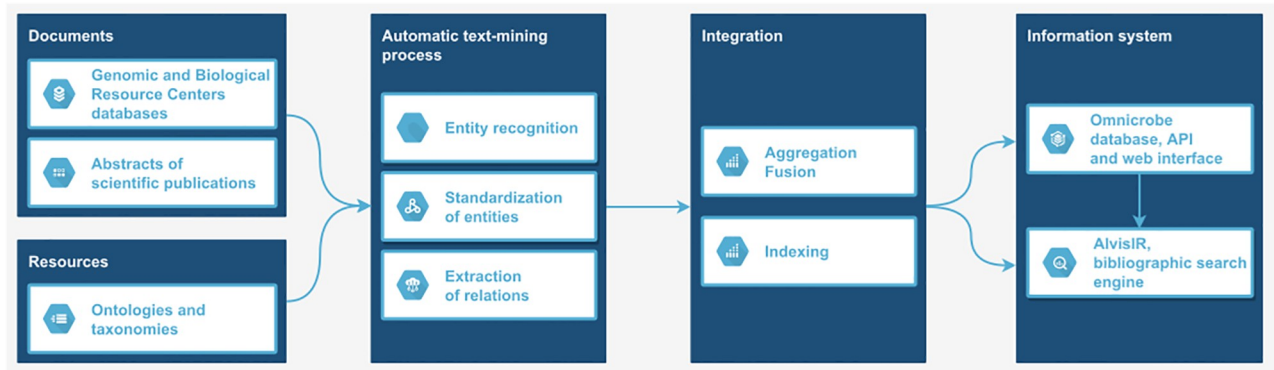 Documents
Genomic and Biological
Resource Centers
databases
Abstracts of
scientific publications
Resources
Ontologies and
taxonomies
Automatic text-mining
process
Entity recognition
Standardization
of entities
Extraction
of relations
Integration
Aggregation
Fusion
Indexing
Information system
Omnicrobe
database, API
and web interface
AlvisIR,
bibliographic search
engine